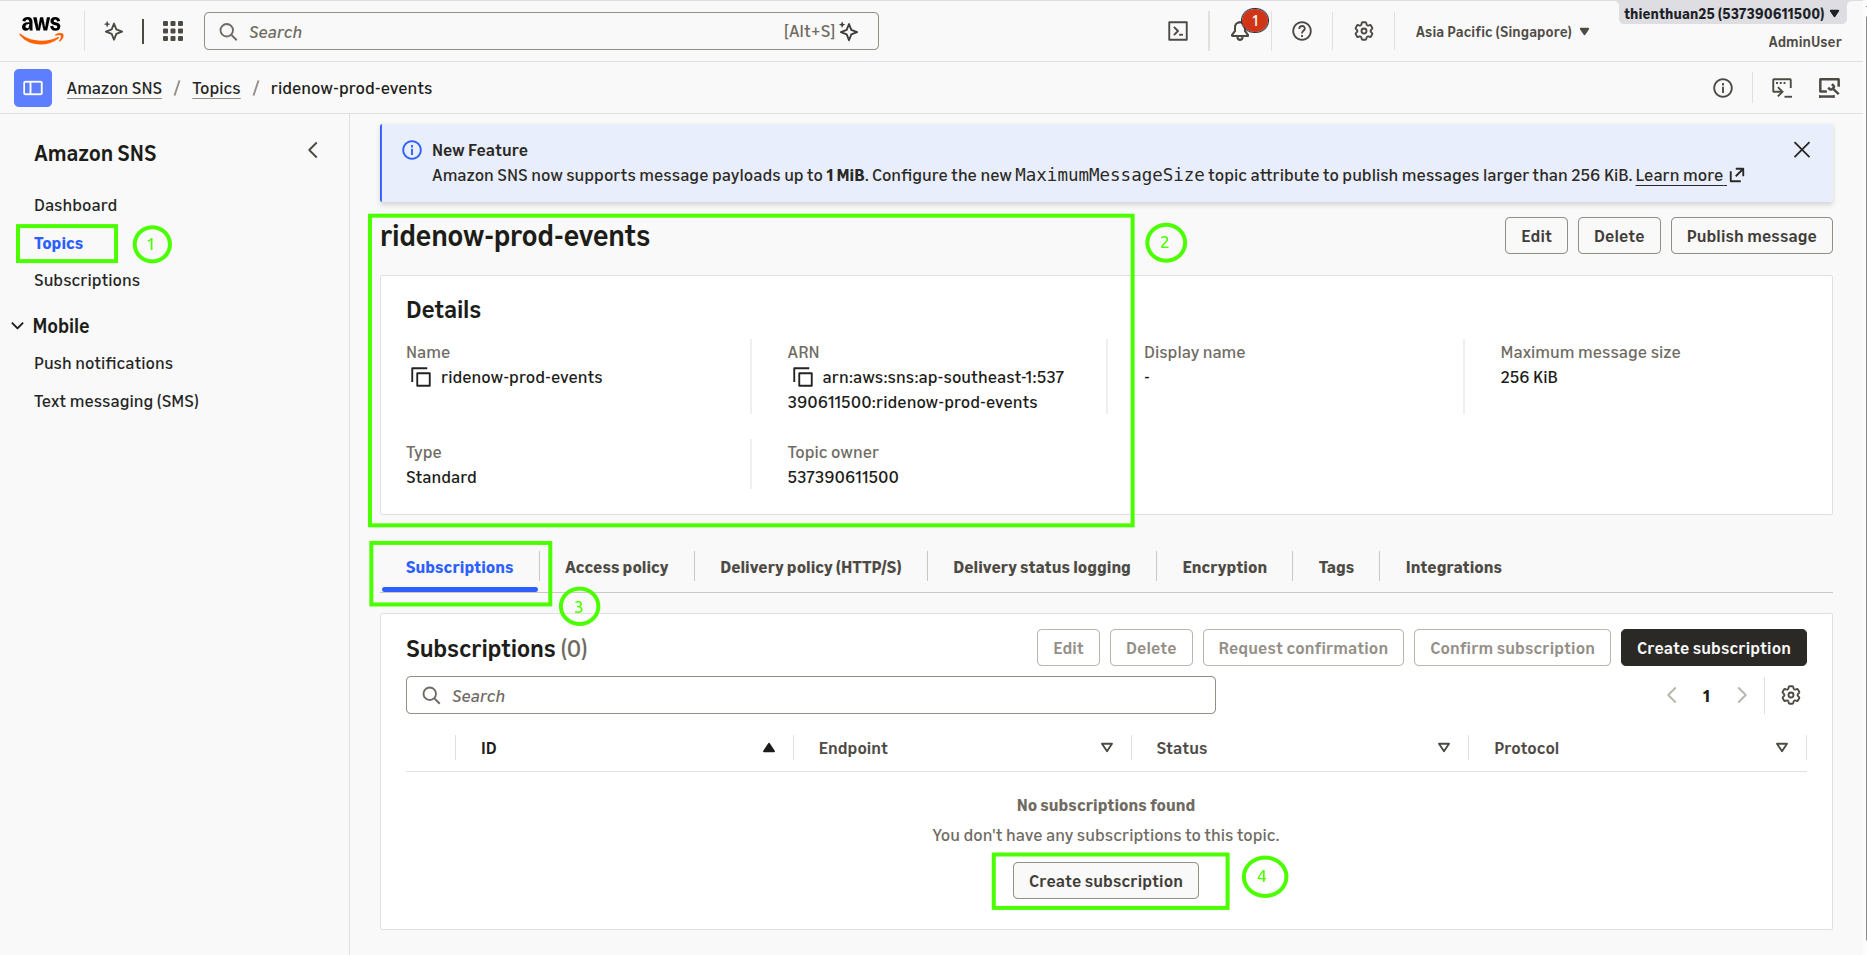 aws
Search [Alt+S]
1
Asia Pacific (Singapore)
thienthuan25 (537390611500)
AdminUser
Amazon SNS / Topics / ridenow-prod-events
Amazon SNS
Dashboard
Topics
1
Subscriptions
Mobile
Push notifications
Text messaging (SMS)
New Feature
Amazon SNS now supports message payloads up to 1 MiB. Configure the new MaximumMessageSize topic attribute to publish messages larger than 256 KiB. Learn more
ridenow-prod-events
2
Edit
Delete
Publish message
Details
Name
ridenow-prod-events
ARN
arn:aws:sns:ap-southeast-1:537
390611500:ridenow-prod-events
Display name
-
Maximum message size
256 KiB
Type
Standard
Topic owner
537390611500
Subscriptions
Access policy
Delivery policy (HTTP/S)
Delivery status logging
Encryption
Tags
Integrations
3
Subscriptions (0)
Edit
Delete
Request confirmation
Confirm subscription
Create subscription
Search
1
ID
Endpoint
Status
Protocol
No subscriptions found
You don't have any subscriptions to this topic.
Create subscription
4